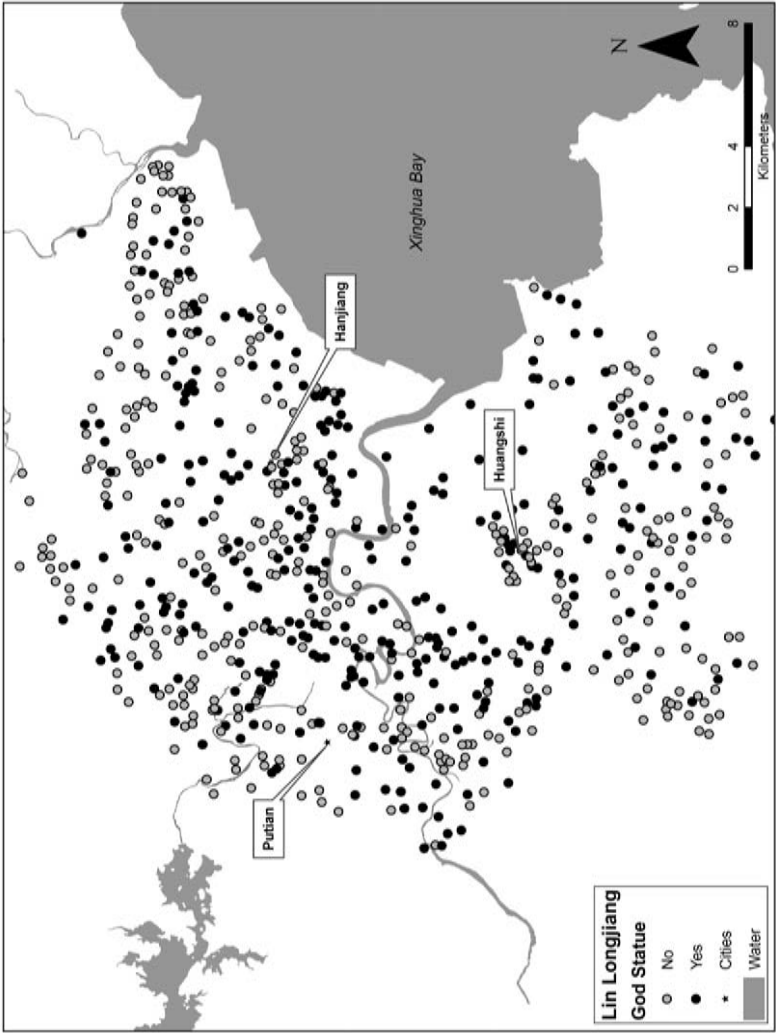 Lin Longjiang
God Statue
No
Yes
Cities
Water
Putian
Hanjiang
Huangshi
Xinghua Bay
N
0 2 4 8
Kilometers